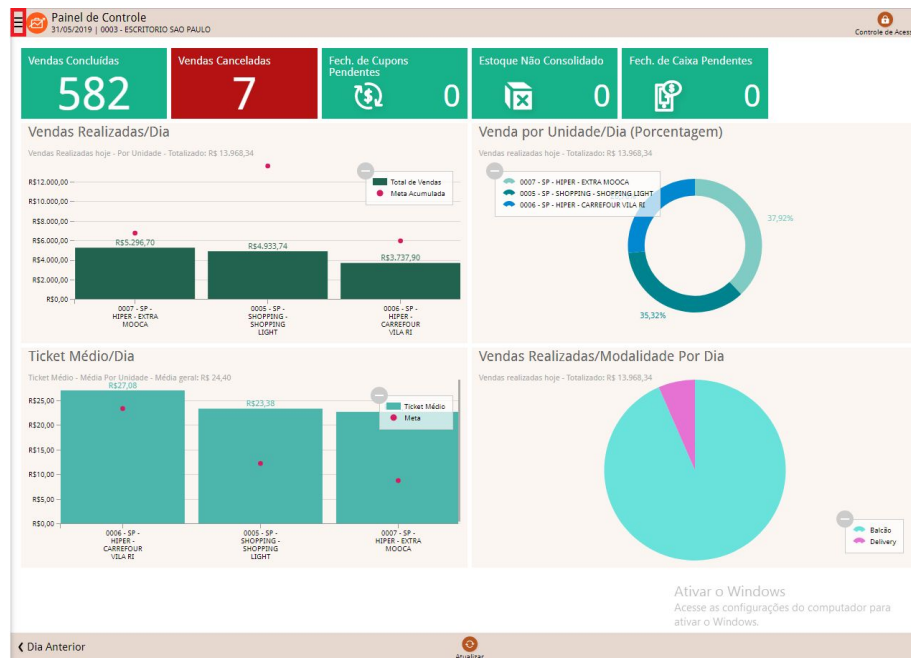 Painel de Controle
31/05/2019 | 0003 - ESCRITORIO SAO PAULO
Controle de Acess
Vendas Concluídas
582
Vendas Canceladas
7
Fech. de Cupons
Pendentes
0
Estoque Não Consolidado
0
Fech. de Caixa Pendentes
0
Vendas Realizadas/Dia
Vendas Realizadas hoje - Por Unidade - Totalizado: R$ 13.968,34
Total de Vendas
Meta Acumulada
R$12.000,00
R$10.000,00
R$8.000,00
R$6.000,00
R$4.000,00
R$2.000,00
R$0,00
R$5.296,70
R$4.933,74
R$3.737,90
0007 - SP -
HIPER - EXTRA
MOOCA
0005 - SP -
SHOPPING -
SHOPPING
LIGHT
0006 - SP -
HIPER -
CARREFOUR
VILA RI
Venda por Unidade/Dia (Porcentagem)
Vendas realizadas hoje - Totalizado: R$ 13.968,34
0007 - SP - HIPER - EXTRA MOOCA
0005 - SP - SHOPPING - SHOPPING LIGHT
0006 - SP - HIPER - CARREFOUR VILA RI
37,92%
35,32%
Ticket Médio/Dia
Ticket Médio - Média Por Unidade - Média geral: R$ 24,40
R$27,08
R$23,38
Ticket Médio
Meta
R$25,00
R$20,00
R$15,00
R$10,00
R$5,00
R$0,00
0006 - SP -
HIPER -
CARREFOUR
VILA RI
0005 - SP -
SHOPPING -
SHOPPING
LIGHT
0007 - SP -
HIPER - EXTRA
MOOCA
Vendas Realizadas/Modalidade Por Dia
Vendas realizadas hoje - Totalizado: R$ 13.968,34
Balcão
Delivery
Ativar o Windows
Acesse as configurações do computador para
ativar o Windows.
Dia Anterior
Atualizar